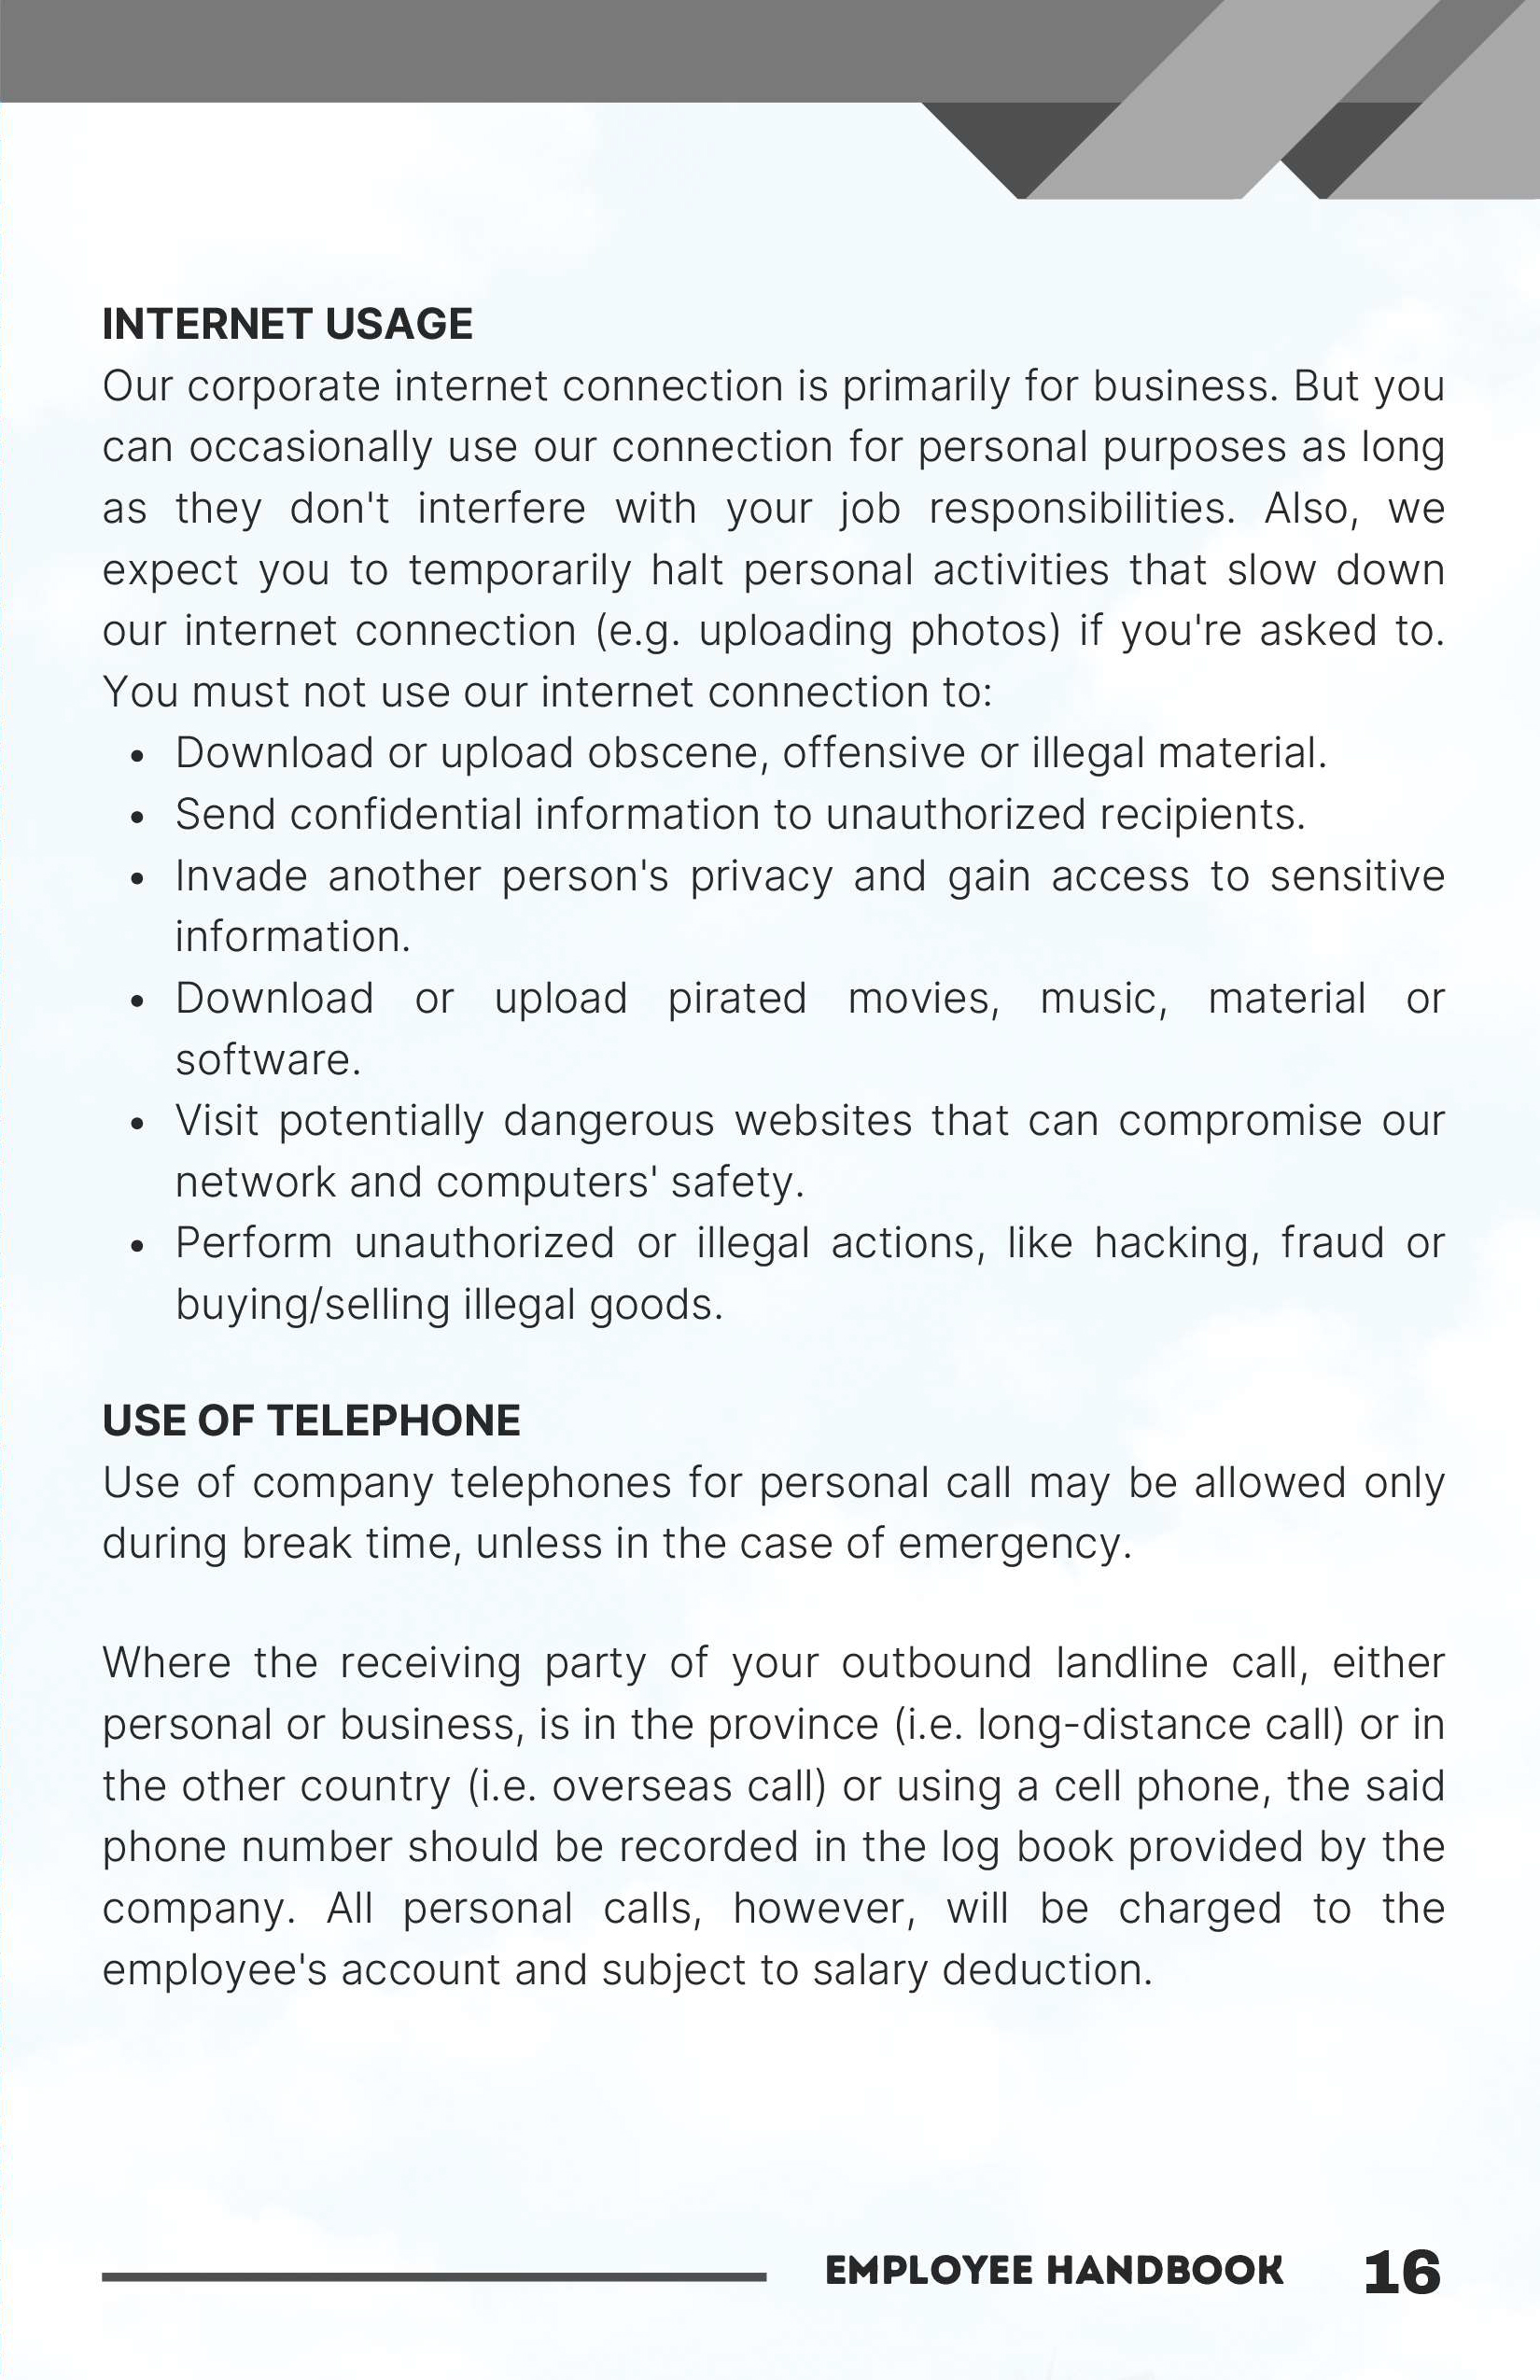 INTERNET USAGE
Our corporate internet connection is primarily for business. But you
can occasionally use our connection for personal purposes as long
as they don't interfere with your job responsibilities. Also, we
expect you to temporarily halt personal activities that slow down
our internet connection (e.g. uploading photos) if you're asked to.
You must not use our internet connection to:
• Download or upload obscene, offensive or illegal material.
• Send confidential information to unauthorized recipients.
• Invade another person's privacy and gain access to sensitive
information.
• Download or upload pirated movies, music, material or
software.
• Visit potentially dangerous websites that can compromise our
network and computers' safety.
• Perform unauthorized or illegal actions, like hacking, fraud or
buying/selling illegal goods.
USE OF TELEPHONE
Use of company telephones for personal call may be allowed only
during break time, unless in the case of emergency.
Where the receiving party of your outbound landline call, either
personal or business, is in the province (i.e. long-distance call) or in
the other country (i.e. overseas call) or using a cell phone, the said
phone number should be recorded in the log book provided by the
company. All personal calls, however, will be charged to the
employee's account and subject to salary deduction.
EMPLOYEE HANDBOOK 16